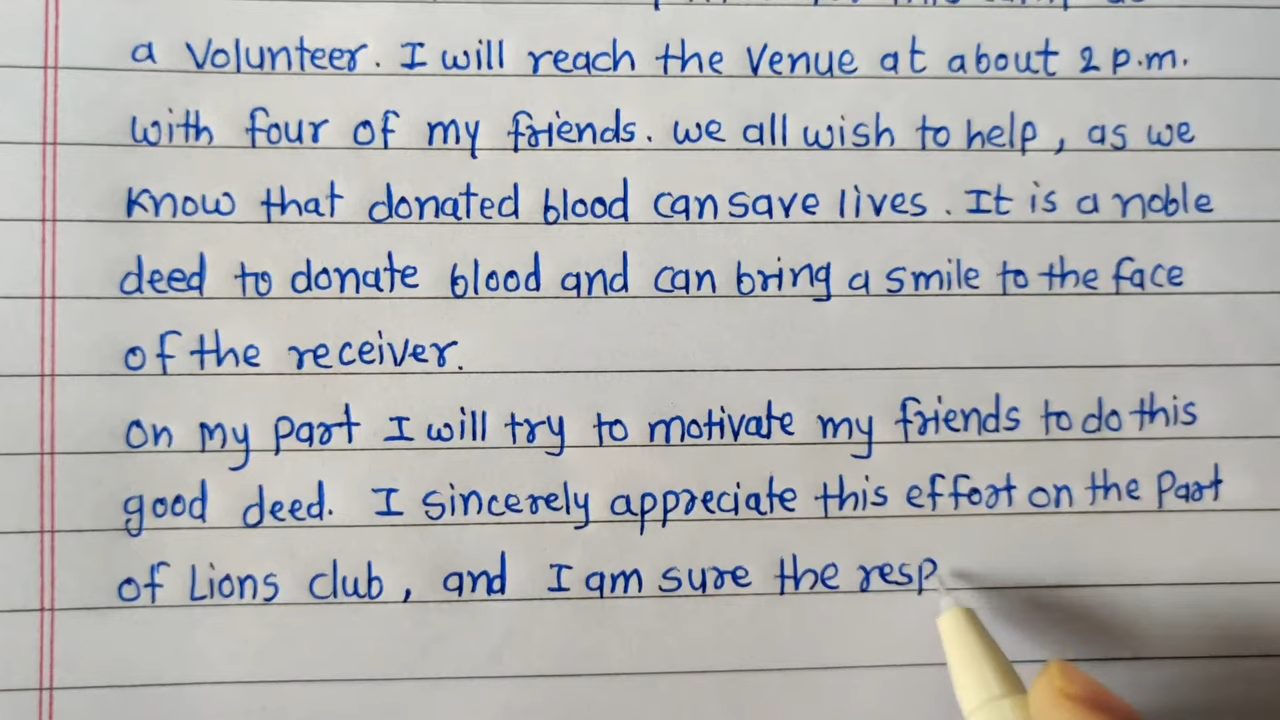 a Volunteer. I will reach the Venue at about 2 p.m.
with four of my friends. we all wish to help, as we
know that donated blood can save lives. It is a noble
deed to donate blood and can bring a smile to the face
of the receiver.
on my part I will try to motivate my friends to do this
good deed. I sincerely appreciate this effort on the Part
of Lions club, and I am sure the resp